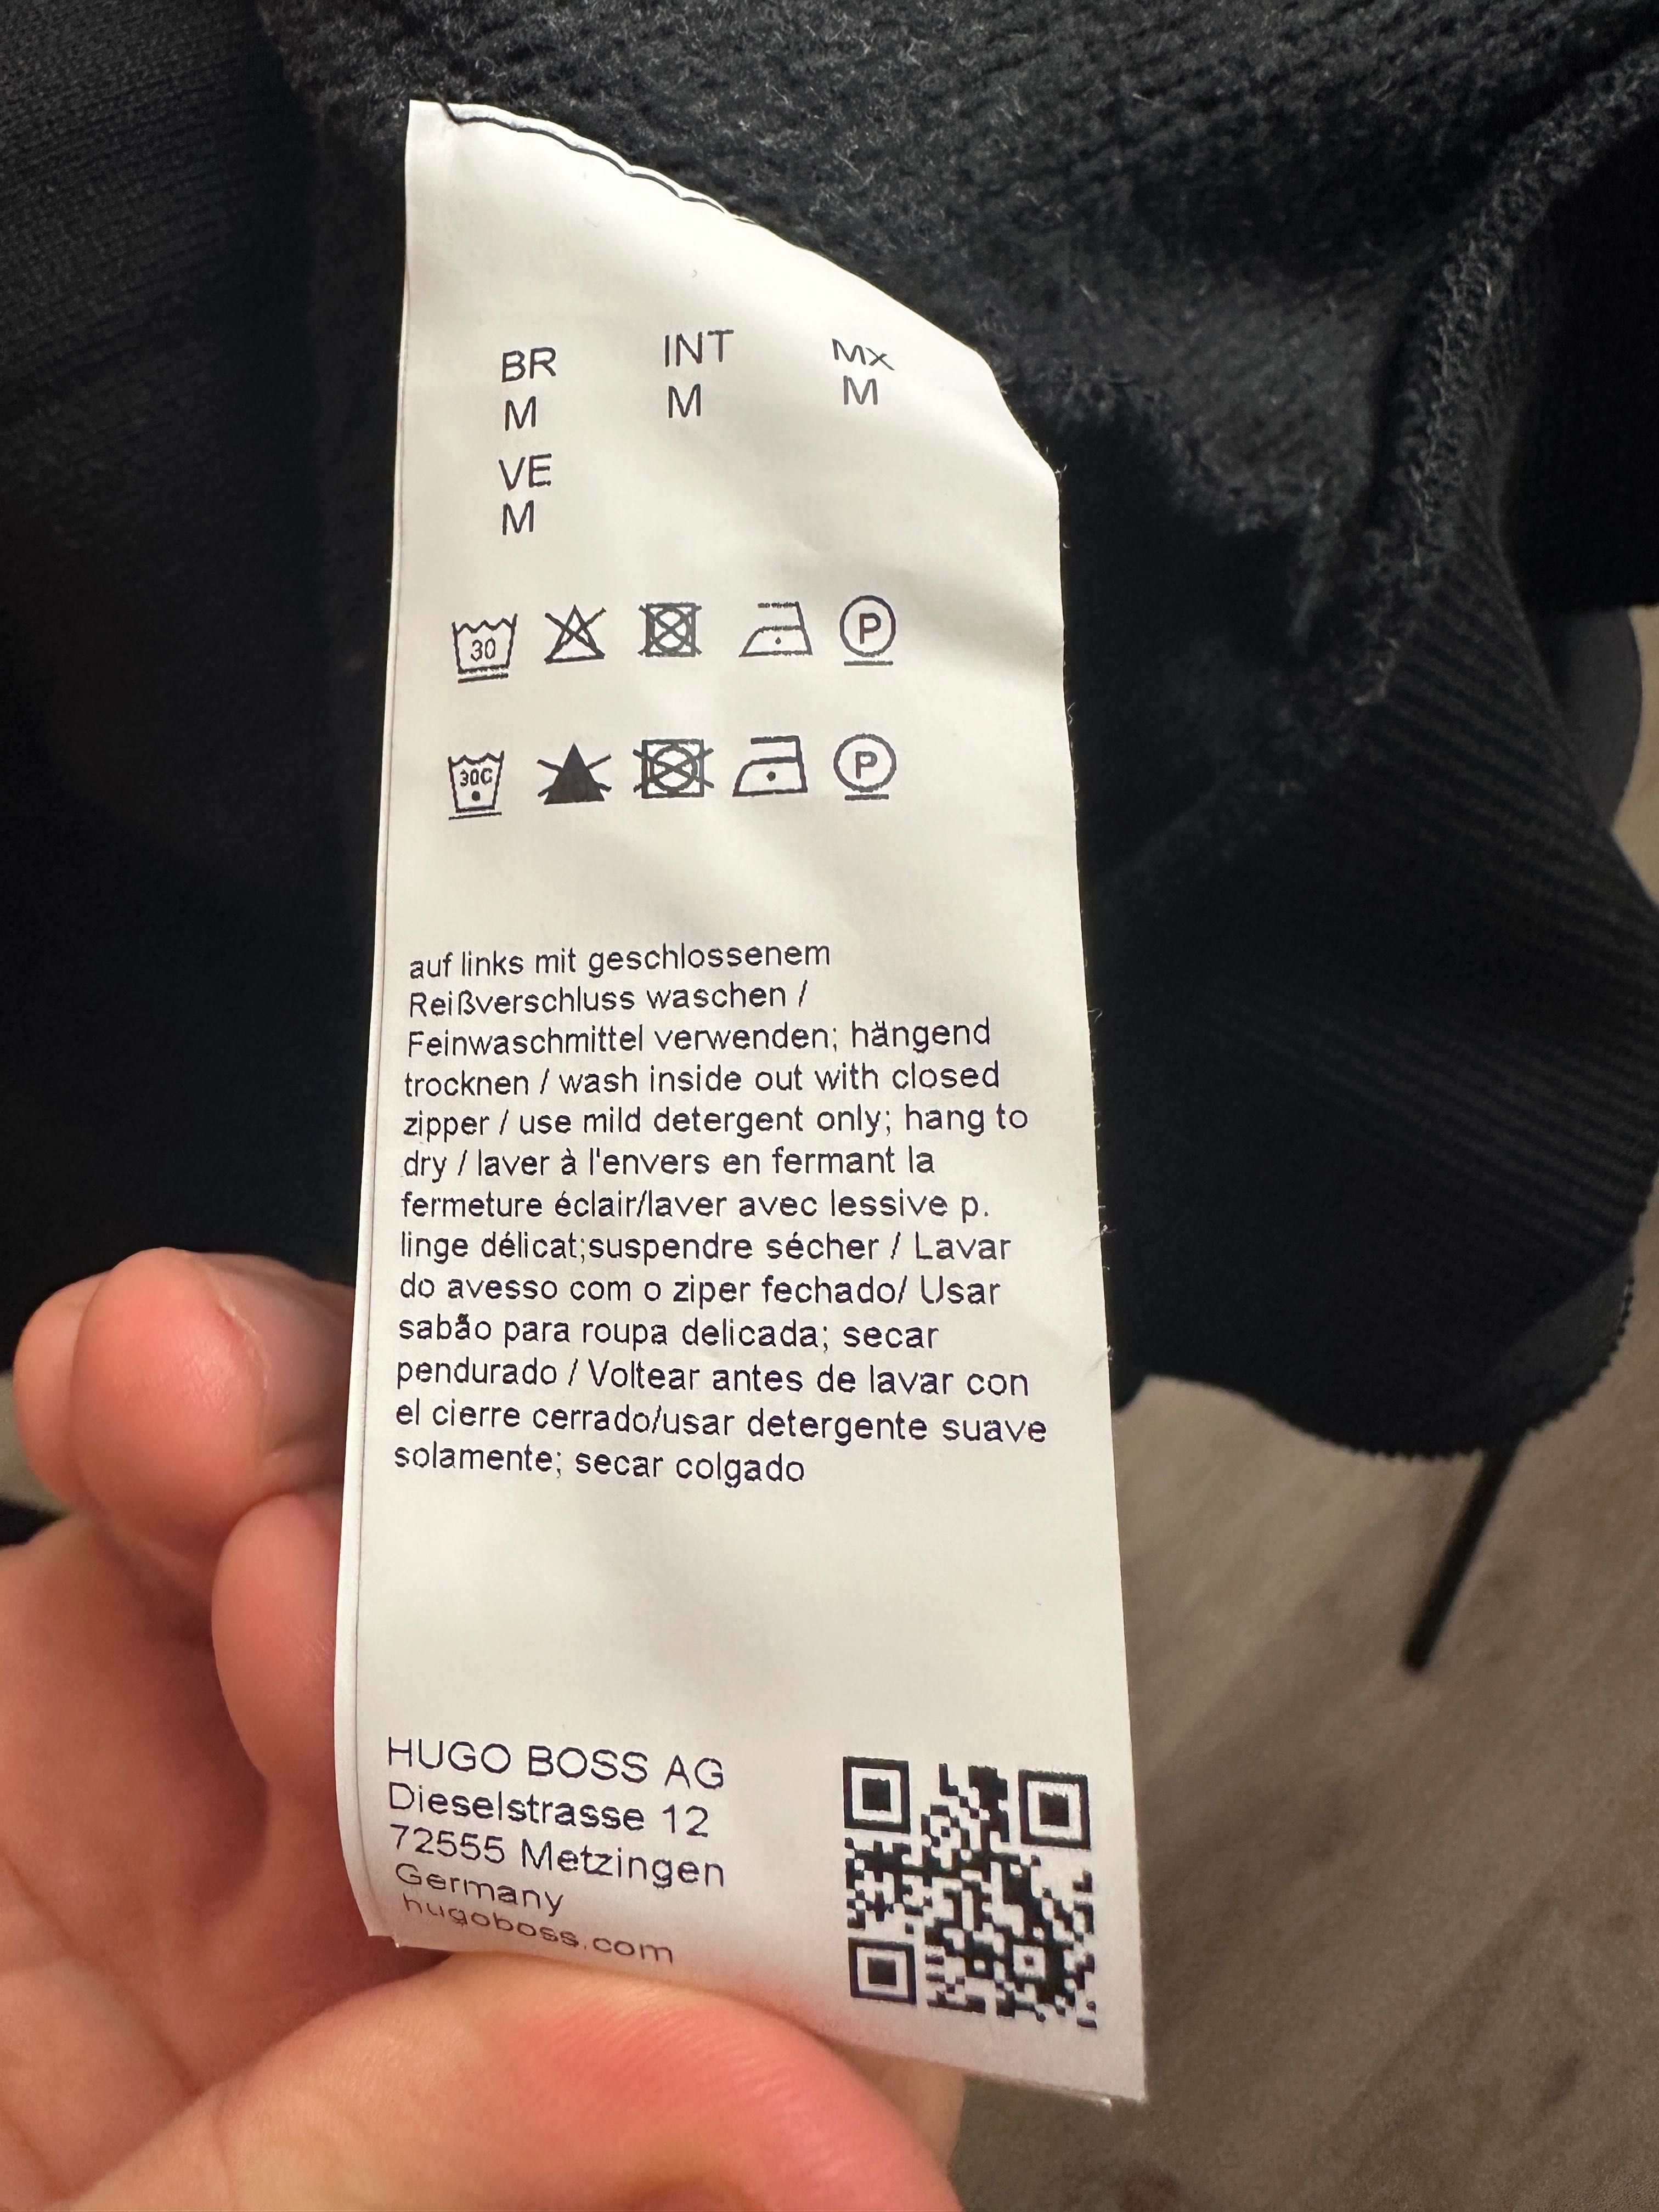 BR INT MX
M M M
VE
M
30 P
30C P
auf links mit geschlossenem
Reißverschluss waschen /
Feinwaschmittel verwenden; hängend
trocknen / wash inside out with closed
zipper / use mild detergent only; hang to
dry / laver à l'envers en fermant la
fermeture éclair/laver avec lessive p.
linge délicat;suspendre sécher / Lavar
do avesso com o ziper fechado/ Usar
sabão para roupa delicada; secar
pendurado / Voltear antes de lavar con
el cierre cerrado/usar detergente suave
solamente; secar colgado
HUGO BOSS AG
Dieselstrasse 12
72555 Metzingen
Germany
hugoboss.com